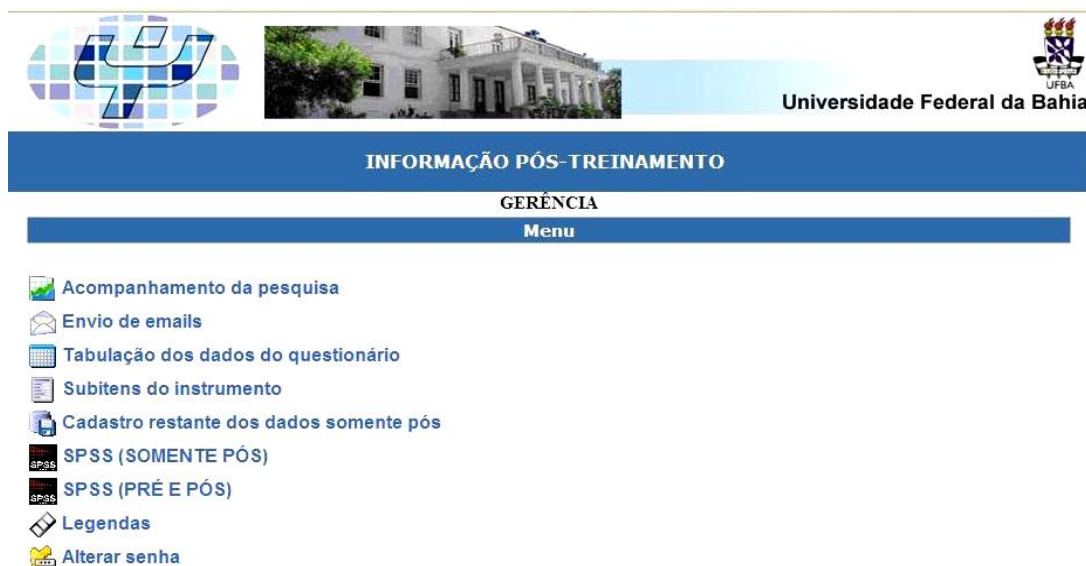 UFBA
Universidade Federal da Bahia
INFORMAÇÃO PÓS-TREINAMENTO
GERÊNCIA
Menu
Acompanhamento da pesquisa
Envio de emails
Tabulação dos dados do questionário
Subitens do instrumento
Cadastro restante dos dados somente pós
SPSS SPSS (SOMENTE PÓS)
SPSS SPSS (PRÉ E PÓS)
Legendas
Alterar senha